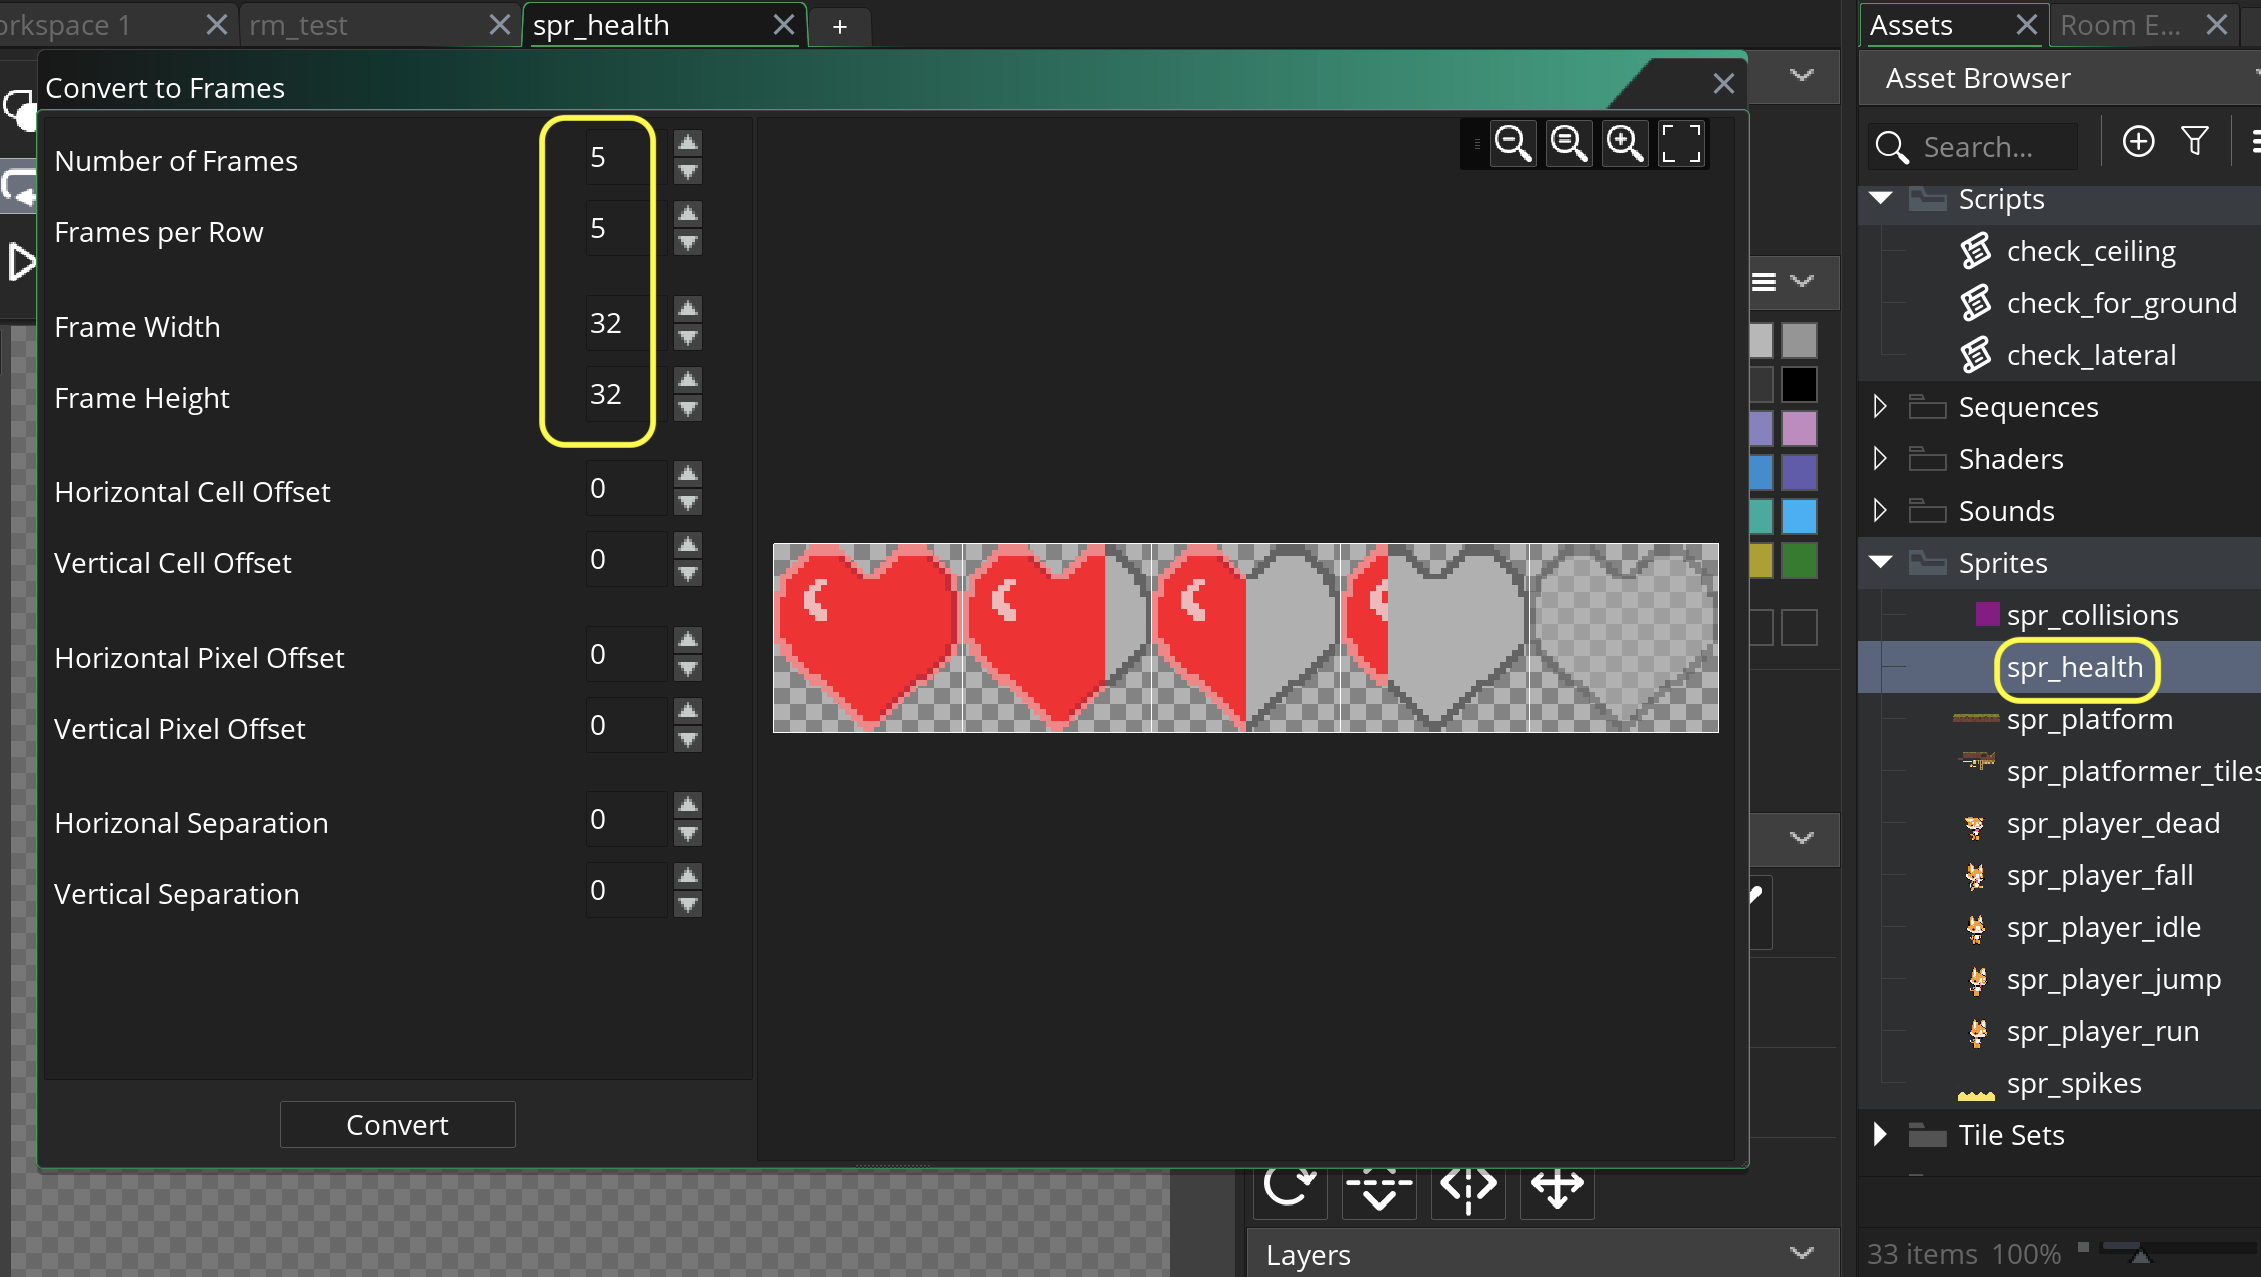 orkspace 1
rm_test
spr_health
+
Assets
Room E...
Convert to Frames
Asset Browser
Search...
Number of Frames 5
Frames per Row 5
Frame Width 32
Frame Height 32
Horizontal Cell Offset 0
Vertical Cell Offset 0
Horizontal Pixel Offset 0
Vertical Pixel Offset 0
Horizonal Separation 0
Vertical Separation 0
Convert
Layers
Scripts
check_ceiling
check_for_ground
check_lateral
Sequences
Shaders
Sounds
Sprites
spr_collisions
spr_health
spr_platform
spr_platformer_tiles
spr_player_dead
spr_player_fall
spr_player_idle
spr_player_jump
spr_player_run
spr_spikes
Tile Sets
33 items 100%